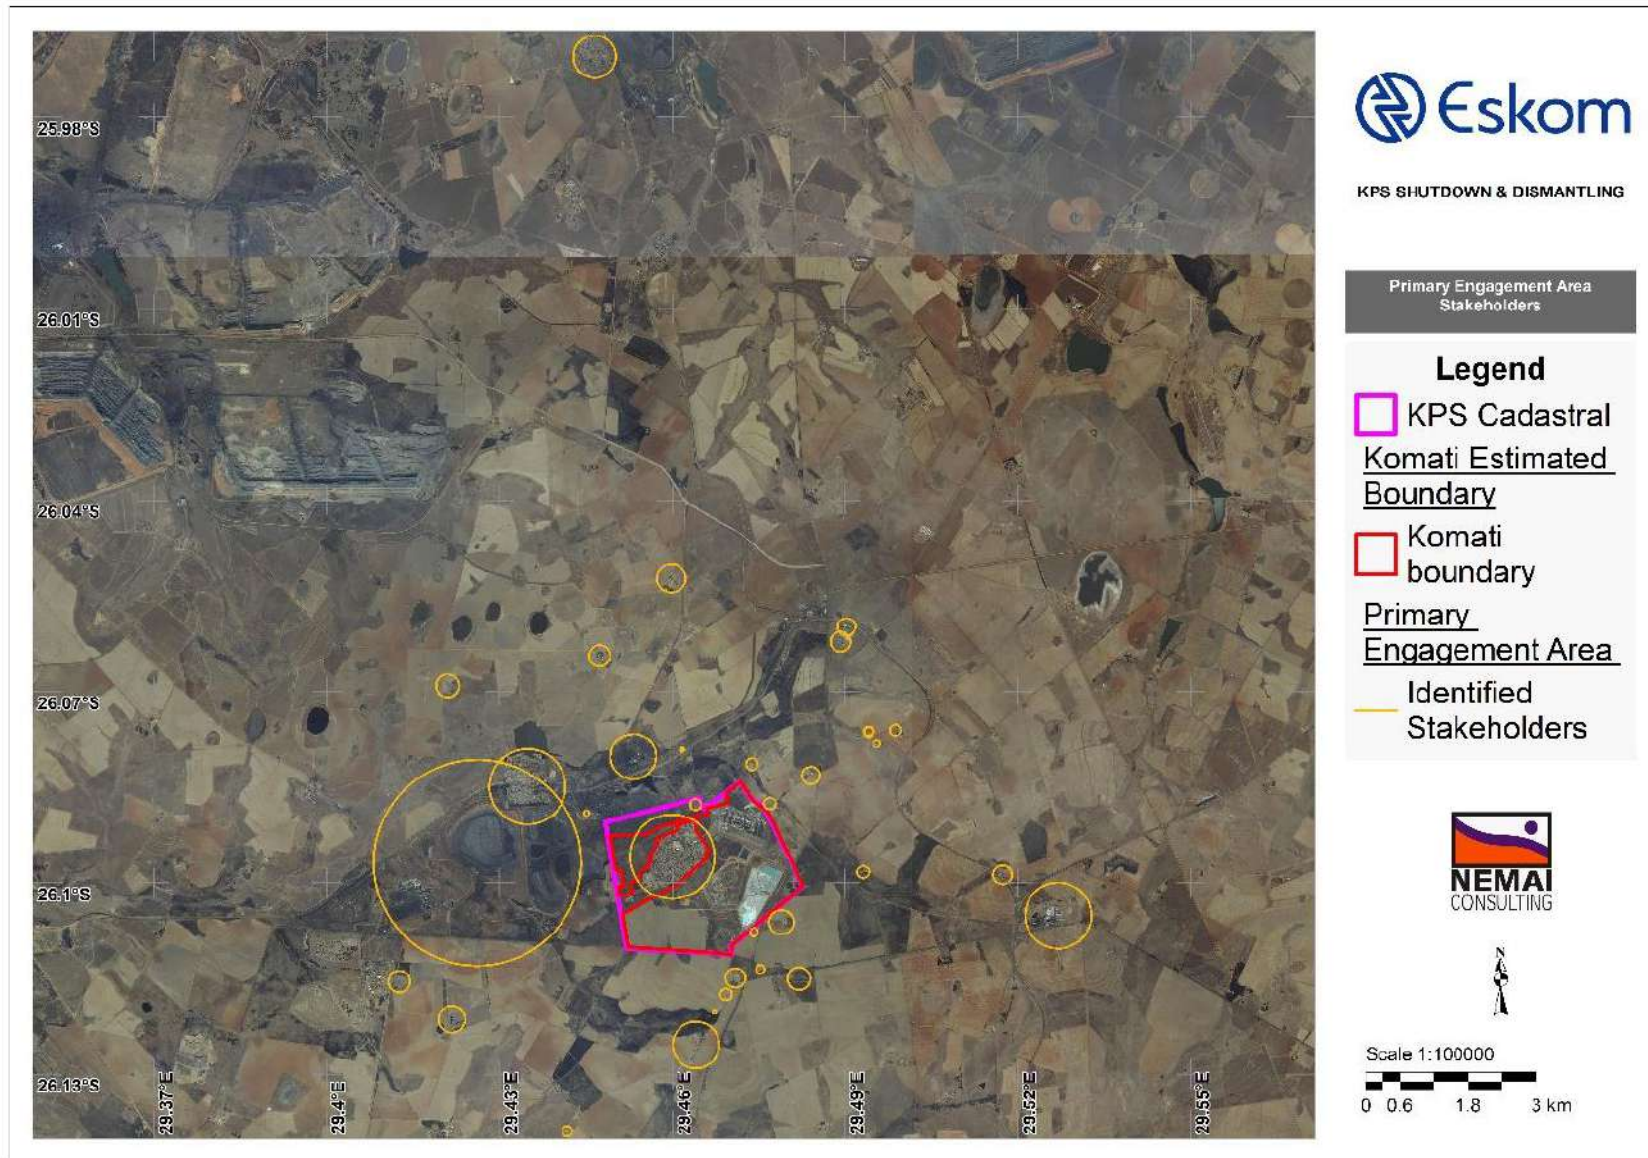 25.98°S
26.01°S
26.04°S
26.07°S
26.1°S
26.13°S
29.37°E
29.4°E
29.43°E
29.46°E
29.49°E
29.52°E
29.55°E
Eskom
KPS SHUTDOWN & DISMANTLING
Primary Engagement Area
Stakeholders
Legend
KPS Cadastral
Komati Estimated
Boundary
Komati
boundary
Primary
Engagement Area
Identified
Stakeholders
NEMAI
CONSULTING
N
Scale 1:100000
0 0.6 1.8 3 km